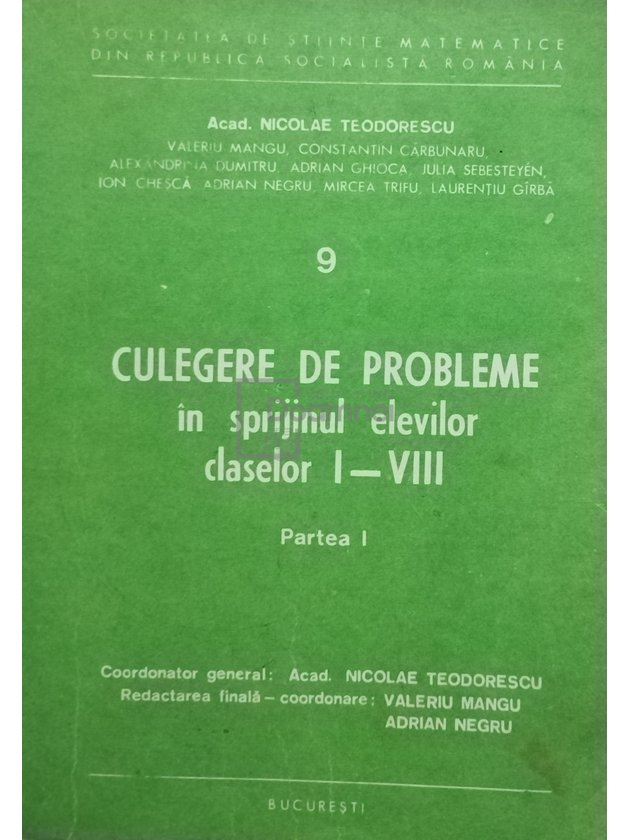 SOCIETATEA DE ȘTIINȚE MATEMATICE
DIN REPUBLICA SOCIALISTĂ ROMÂNIA
Acad. NICOLAE TEODORESCU
VALERIU MANGU, CONSTANTIN CĂRBUNARU,
ALEXANDRINA DUMITRU, ADRIAN GHIOCA, JULIA SEBESTEYÉN,
ION CHEȘCĂ, ADRIAN NEGRU, MIRCEA TRIFU, LAURENȚIU GÎRBĂ
9
CULEGERE DE PROBLEME
în sprijinul elevilor
claselor I — VIII
Partea I
Coordonator general: Acad. NICOLAE TEODORESCU
Redactarea finală — coordonare: VALERIU MANGU
ADRIAN NEGRU
BUCUREȘTI